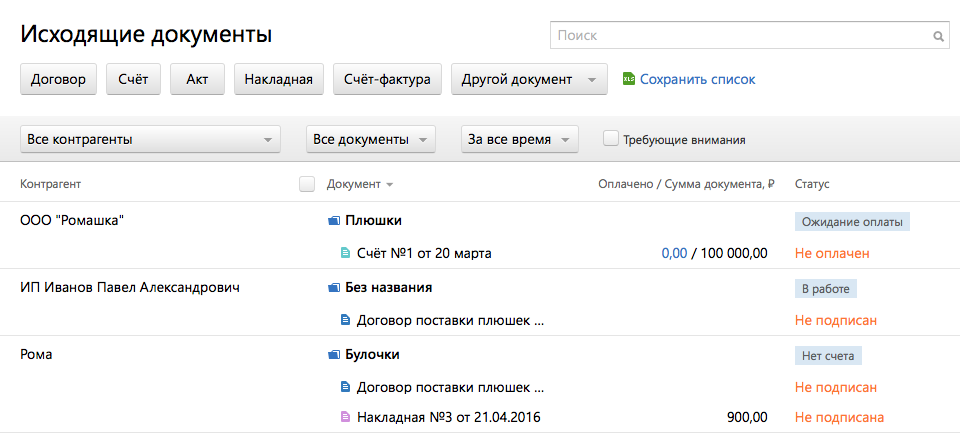 Исходящие документы
Поиск
Договор Счёт Акт Накладная Счёт-фактура Другой документ XLS Сохранить список
Все контрагенты Все документы За все время Требующие внимания
Контрагент Документ Оплачено / Сумма документа, ₽ Статус
ООО "Ромашка" Плюшки Ожидание оплаты
Счёт №1 от 20 марта 0,00 / 100 000,00 Не оплачен
ИП Иванов Павел Александрович Без названия В работе
Договор поставки плюшек ... Не подписан
Рома Булочки Нет счета
Договор поставки плюшек ... Не подписан
Накладная №3 от 21.04.2016 900,00 Не подписана